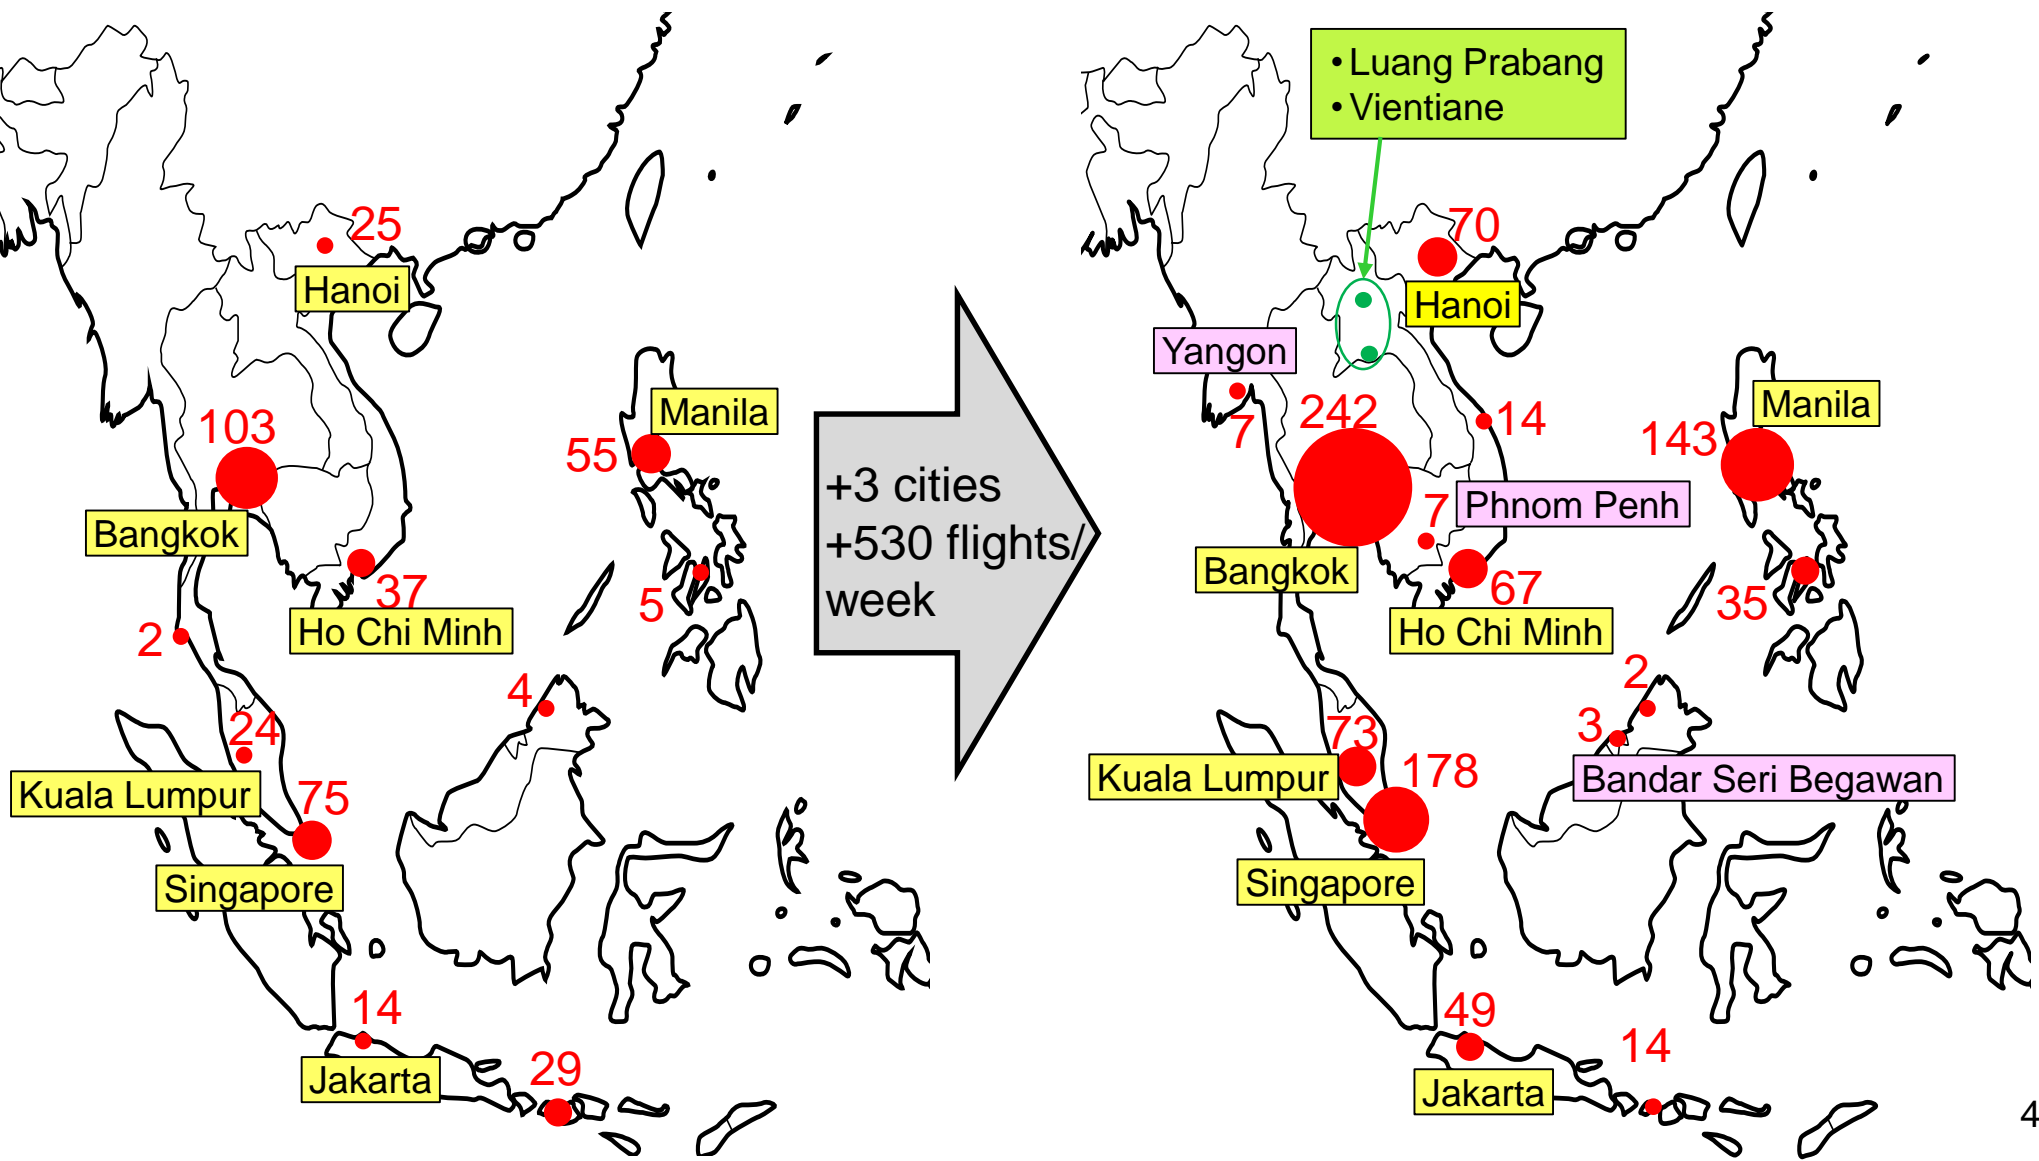 25
Hanoi
103
Bangkok
Manila
55
5
37
Ho Chi Minh
2
4
24
Kuala Lumpur
75
Singapore
14
Jakarta
29
+3 cities
+530 flights/
week
• Luang Prabang
• Vientiane
70
Hanoi
Yangon
7
242
Bangkok
14
Manila
143
7
Phnom Penh
67
Ho Chi Minh
35
2
3
Bandar Seri Begawan
73
Kuala Lumpur
178
Singapore
49
Jakarta
14
4